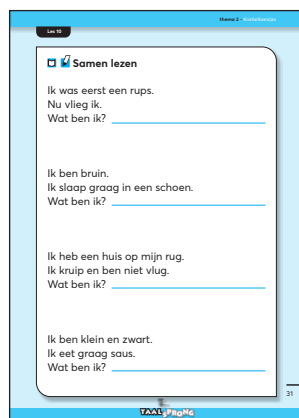 thema 2 - Kriebelbeestjes
Les 10
Samen lezen
Ik was eerst een rups.
Nu vlieg ik.
Wat ben ik?
Ik ben bruin.
Ik slaap graag in een schoen.
Wat ben ik?
Ik heb een huis op mijn rug.
Ik kruip en ben niet vlug.
Wat ben ik?
Ik ben klein en zwart.
Ik eet graag saus.
Wat ben ik?
31
TAALSPRONG